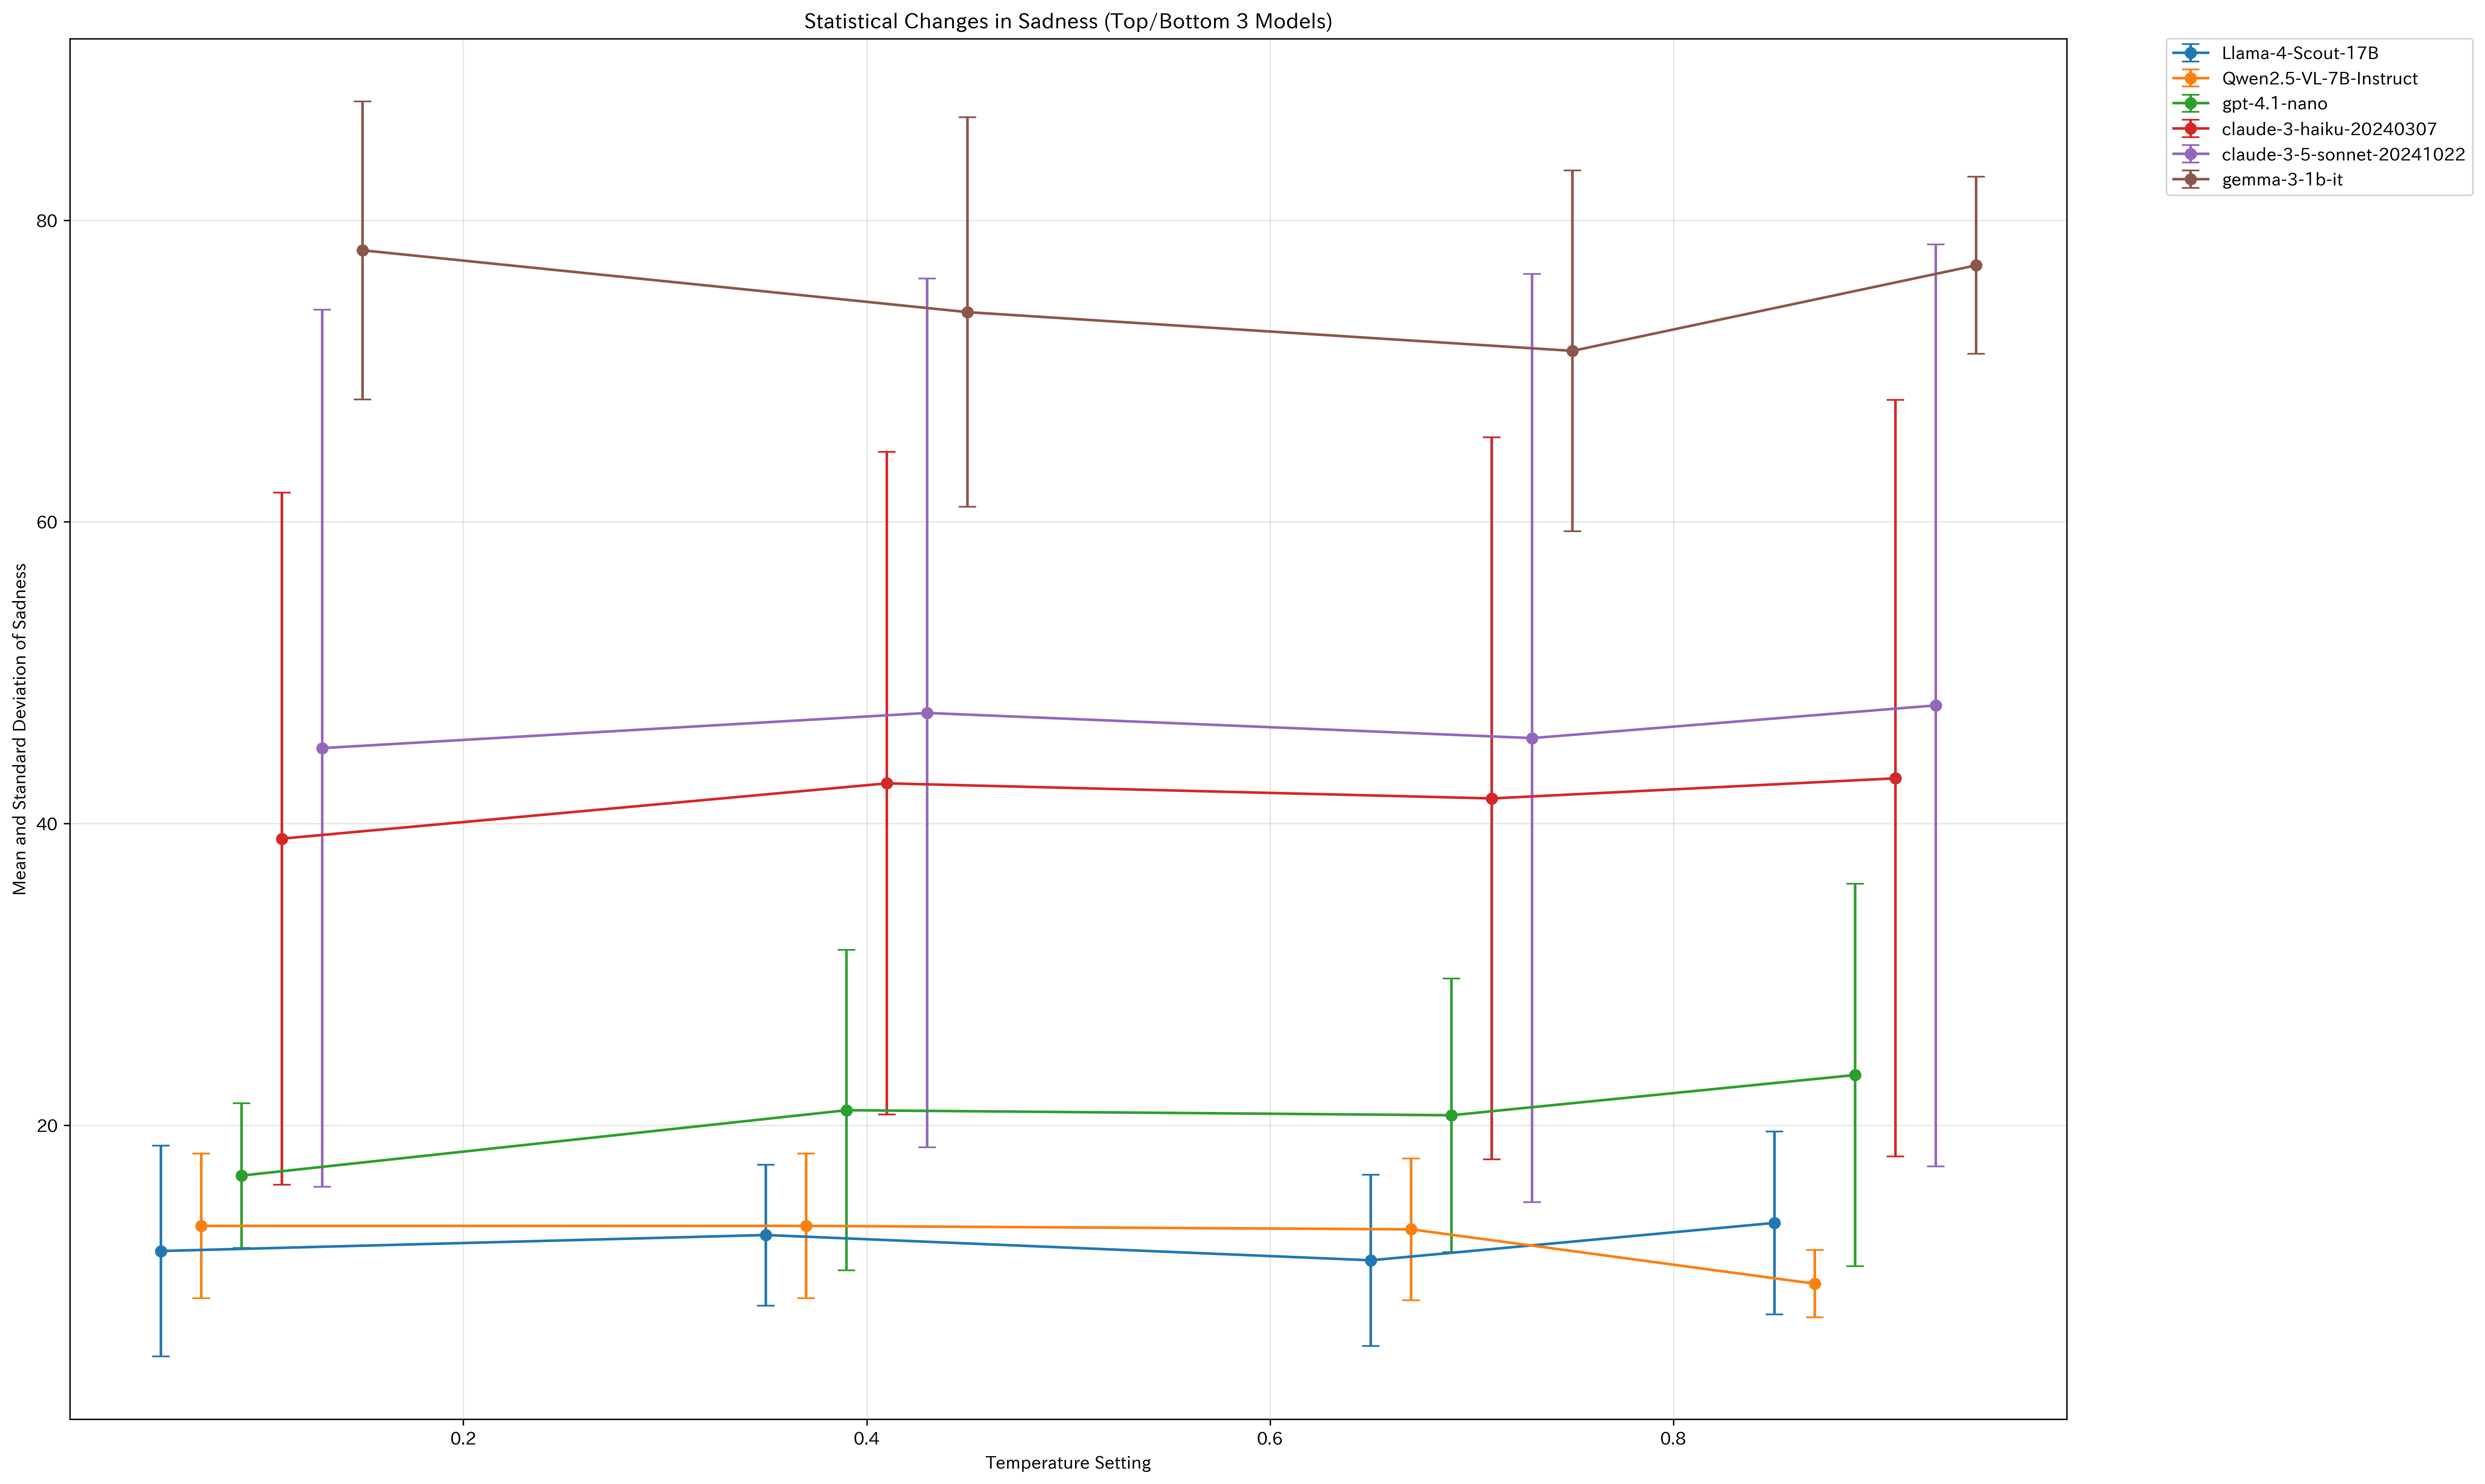 Statistical Changes in Sadness (Top/Bottom 3 Models)
Llama-4-Scout-17B
Qwen2.5-VL-7B-Instruct
gpt-4.1-nano
claude-3-haiku-20240307
claude-3-5-sonnet-20241022
gemma-3-1b-it
Mean and Standard Deviation of Sadness
80
60
40
20
0.2
0.4
0.6
0.8
Temperature Setting